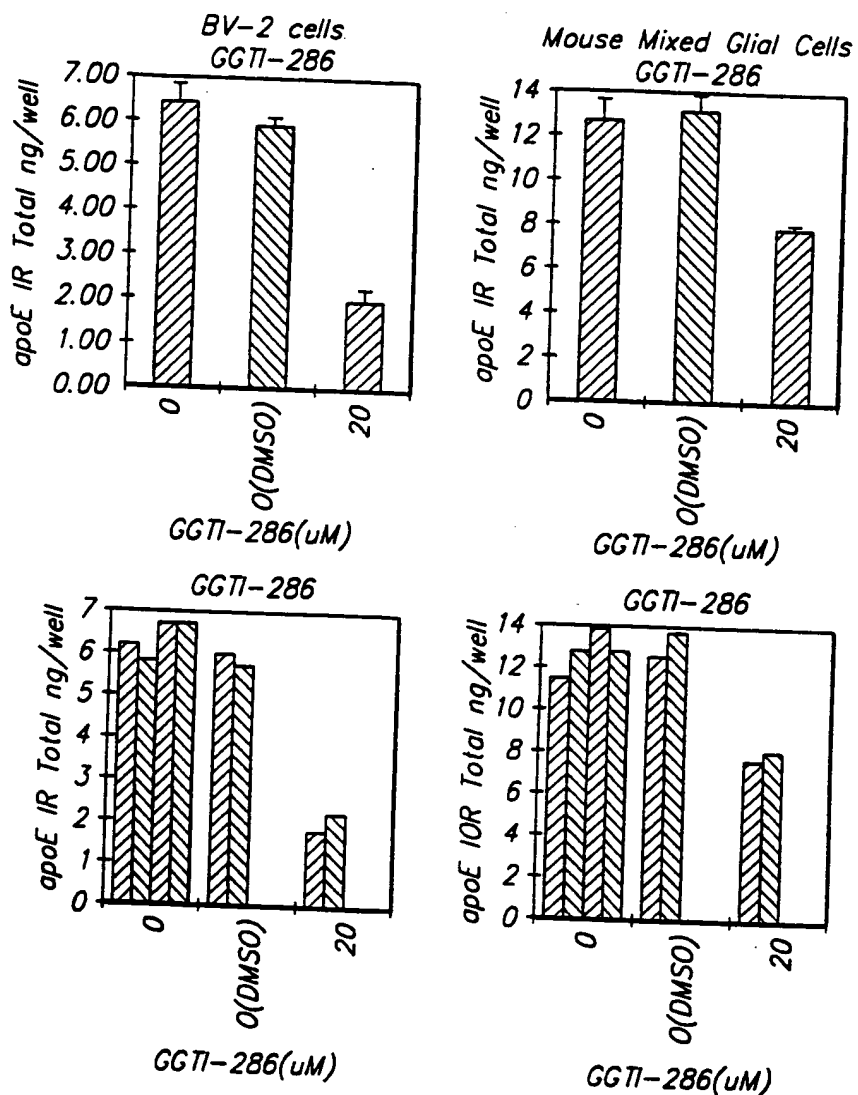 BV-2 cells.
GGTI-286
apoE IR Total ng/well
7.00
6.00
5.00
4.00
3.00
2.00
1.00
0.00
0
O(DMSO)
20
GGTI-286(uM)
Mouse Mixed Glial Cells
GGTI-286
apoE IR Total ng/well
14
12
10
8
6
4
2
0
0
O(DMSO)
20
GGTI-286(uM)
GGTI-286
apoE IR Total ng/well
7
6
5
4
3
2
1
0
0
O(DMSO)
20
GGTI-286(uM)
GGTI-286
apoE IOR Total ng/well
14
12
10
8
6
4
2
0
0
O(DMSO)
20
GGTI-286(uM)